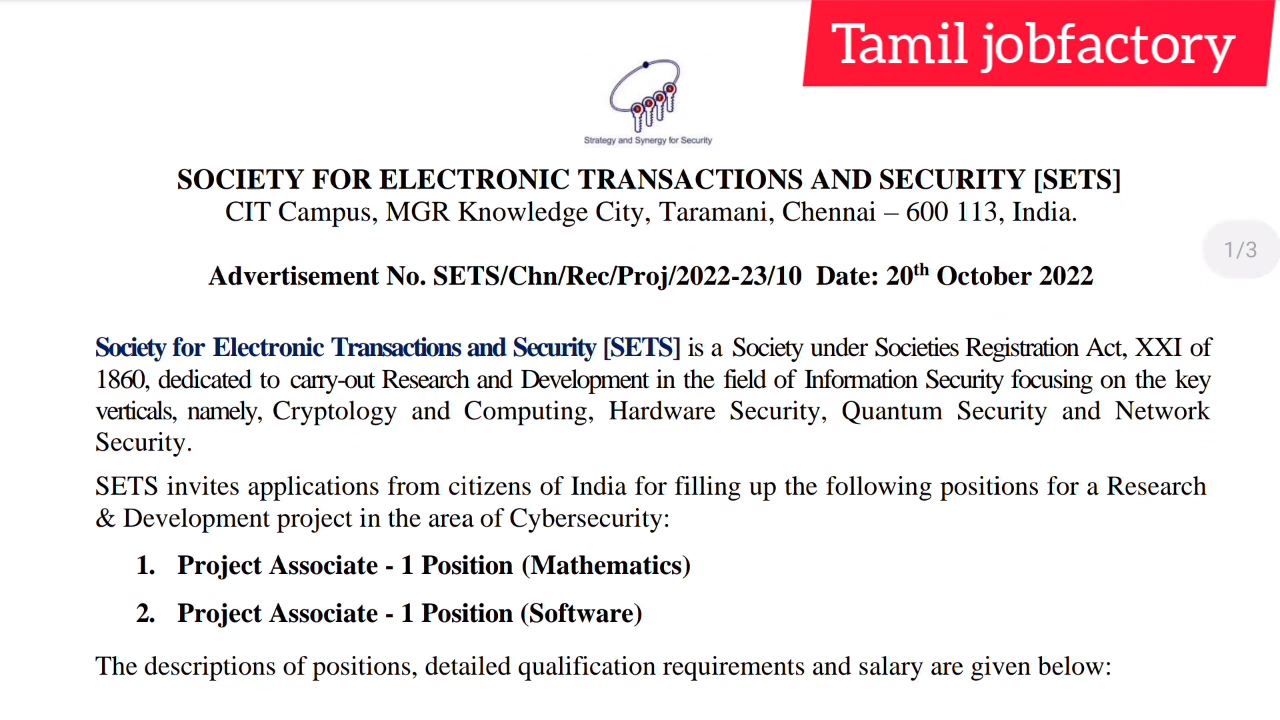 Tamil jobfactory
Strategy and Synergy for Security
SOCIETY FOR ELECTRONIC TRANSACTIONS AND SECURITY [SETS]
CIT Campus, MGR Knowledge City, Taramani, Chennai – 600 113, India.
1/3
Advertisement No. SETS/Chn/Rec/Proj/2022-23/10 Date: 20th October 2022
Society for Electronic Transactions and Security [SETS] is a Society under Societies Registration Act, XXI of
1860, dedicated to carry-out Research and Development in the field of Information Security focusing on the key
verticals, namely, Cryptology and Computing, Hardware Security, Quantum Security and Network
Security.
SETS invites applications from citizens of India for filling up the following positions for a Research
& Development project in the area of Cybersecurity:
1. Project Associate - 1 Position (Mathematics)
2. Project Associate - 1 Position (Software)
The descriptions of positions, detailed qualification requirements and salary are given below: